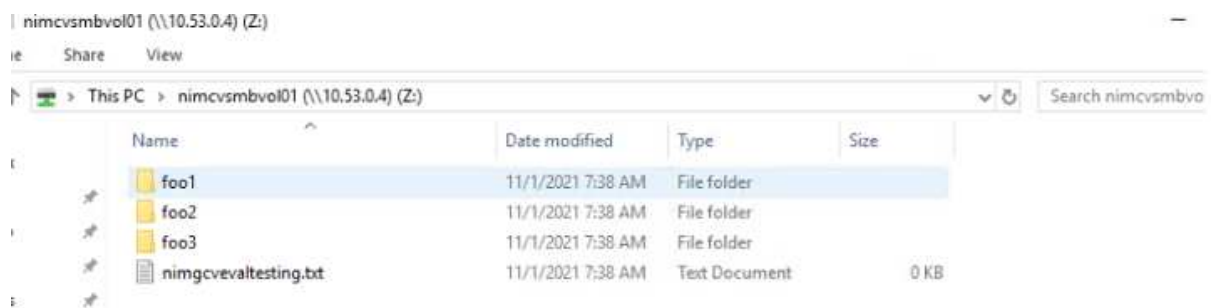 nimcvsmbvol01 (\\10.53.0.4) (Z:)
Share View
> This PC > nimcvsmbvol01 (\\10.53.0.4) (Z:) Search nimcvsmbvo
Name Date modified Type Size
foo1 11/1/2021 7:38 AM File folder
foo2 11/1/2021 7:38 AM File folder
foo3 11/1/2021 7:38 AM File folder
nimgcvevaltesting.txt 11/1/2021 7:38 AM Text Document 0 KB